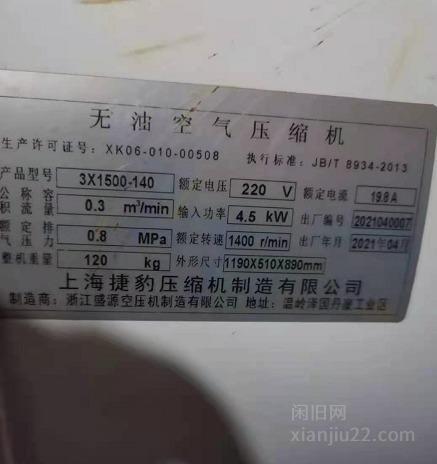 无油空气压缩机
生产许可证号：XK06-010-00508 执行标准：JB/T 8934-2013
产品型号 3X1500-140 额定电压 220 V 额定电流 19.8A
公称容积流量 0.3 m³/min 输入功率 4.5 kW 出厂编号 2021040007
额定排气压力 0.8 MPa 额定转速 1400 r/min 出厂年月 2021年04月
整机重量 120 kg 外形尺寸 1190X510X890mm
上海捷豹压缩机制造有限公司
制造商：浙江盛源空压机制造有限公司 地址：温岭泽国丹崖工业区
闲旧网
xianjiu22.com